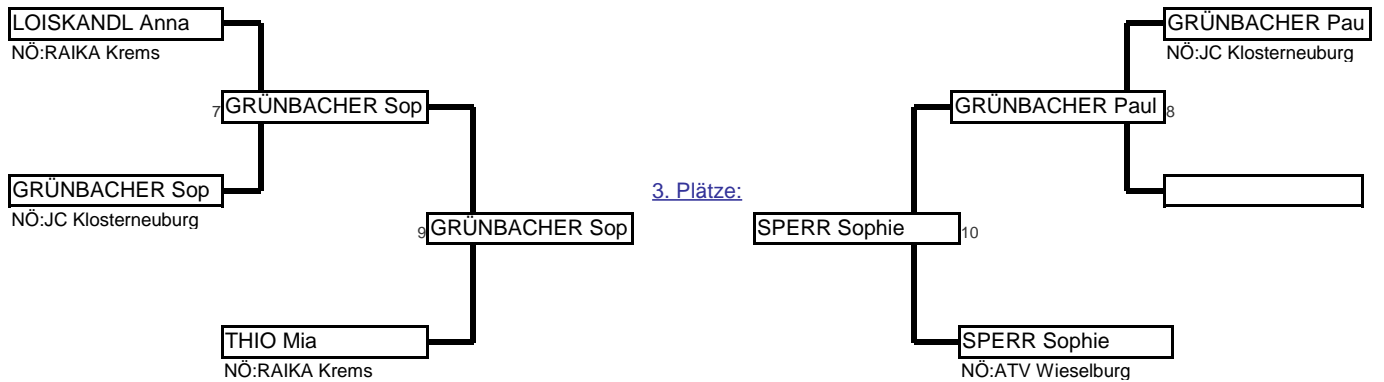 LOISKANDL Anna
NÖ:RAIKA Krems
7 GRÜNBACHER Sop
GRÜNBACHER Sop
NÖ:JC Klosterneuburg
9 GRÜNBACHER Sop
THIO Mia
NÖ:RAIKA Krems
3. Plätze:
GRÜNBACHER Pau
NÖ:JC Klosterneuburg
GRÜNBACHER Paul 8
SPERR Sophie 10
SPERR Sophie
NÖ:ATV Wieselburg